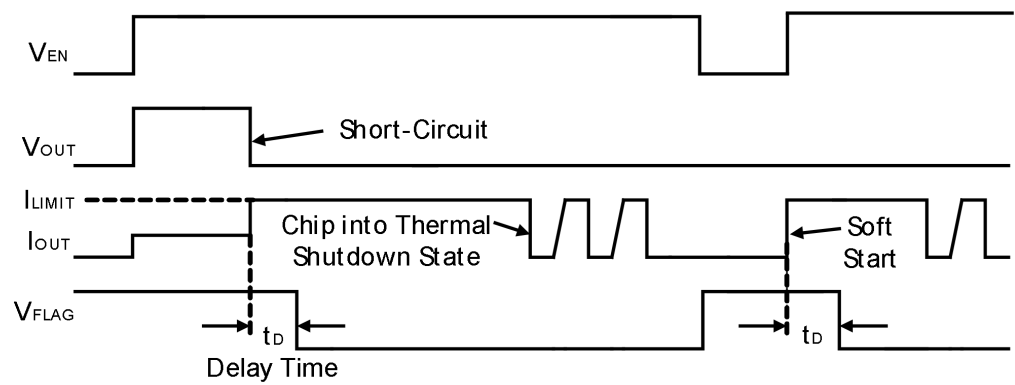 VEN
VOUT
Short-Circuit
ILIMIT
IOUT
Chip into Thermal
Shutdown State
Soft
Start
VFLAG
tD
tD
Delay Time